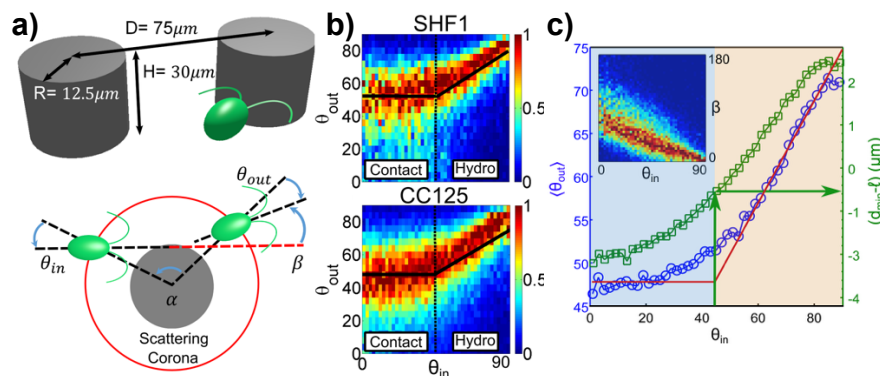 a)
D= 75μm
R= 12.5μm
H= 30μm
θout
θin
β
α
Scattering
Corona
b)
SHF1
θout
80
60
40
20
0
Contact
Hydro
1
0.5
0
CC125
θout
80
60
40
20
0
Contact
Hydro
0
θin
90
1
0.5
0
c)
⟨θout⟩
75
70
65
60
55
50
45
180
β
0
0
θin
90
2
1
0
-1
-2
-3
-4
(dmin-ℓ) (μm)
0
20
40
60
80
θin